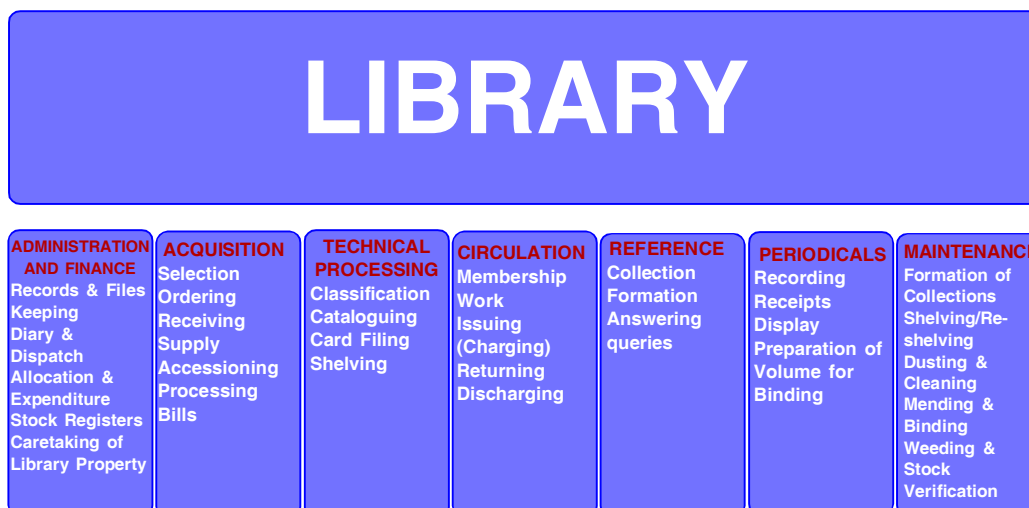 LIBRARY
ADMINISTRATION
AND FINANCE
Records & Files
Keeping
Diary &
Dispatch
Allocation &
Expenditure
Stock Registers
Caretaking of
Library Property
ACQUISITION
Selection
Ordering
Receiving
Supply
Accessioning
Processing
Bills
TECHNICAL
PROCESSING
Classification
Cataloguing
Card Filing
Shelving
CIRCULATION
Membership
Work
Issuing
(Charging)
Returning
Discharging
REFERENCE
Collection
Formation
Answering
queries
PERIODICALS
Recording
Receipts
Display
Preparation of
Volume for
Binding
MAINTENANCE
Formation of
Collections
Shelving/Re-
shelving
Dusting &
Cleaning
Mending &
Binding
Weeding &
Stock
Verification